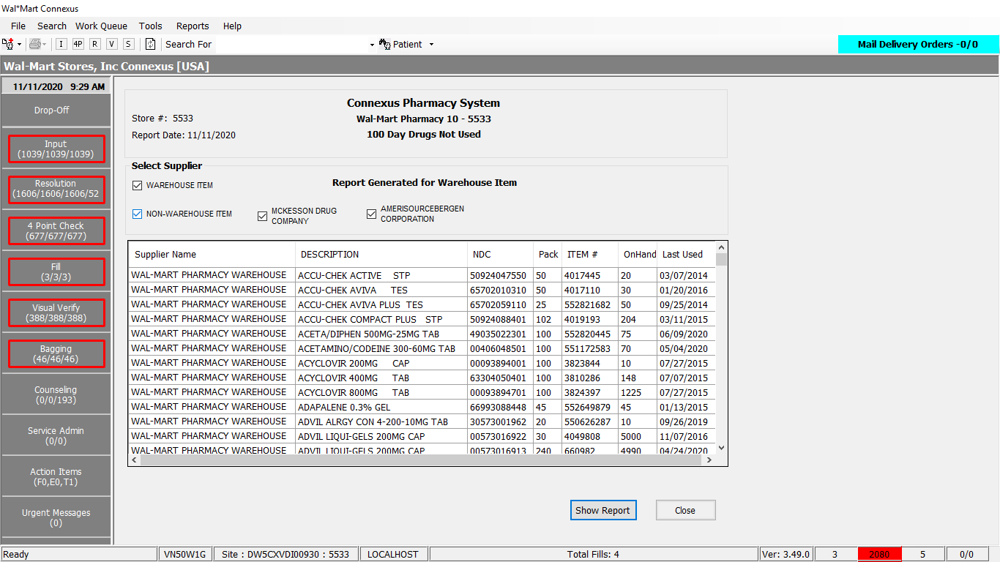 Wal*Mart Connexus
File Search Work Queue Tools Reports Help
I 4P R V S Search For Patient
Mail Delivery Orders -0/0
Wal-Mart Stores, Inc Connexus [USA]
11/11/2020 9:29 AM
Drop-Off
Input
(1039/1039/1039)
Resolution
(1606/1606/1606/52
4 Point Check
(677/677/677)
Fill
(3/3/3)
Visual Verify
(388/388/388)
Bagging
(46/46/46)
Counseling
(0/0/193)
Service Admin
(0/0)
Action Items
(F0,E0,T1)
Urgent Messages
(0)
Connexus Pharmacy System
Store #: 5533
Wal-Mart Pharmacy 10 - 5533
Report Date: 11/11/2020
100 Day Drugs Not Used
Select Supplier
WAREHOUSE ITEM
Report Generated for Warehouse Item
NON-WAREHOUSE ITEM
MCKESSON DRUG
COMPANY
AMERISOURCEBERGEN
CORPORATION
Supplier Name DESCRIPTION NDC Pack ITEM # OnHand Last Used
WAL-MART PHARMACY WAREHOUSE ACCU-CHEK ACTIVE STP 50924047550 50 4017445 20 03/07/2014
WAL-MART PHARMACY WAREHOUSE ACCU-CHEK AVIVA TES 65702010310 50 4017110 30 01/20/2016
WAL-MART PHARMACY WAREHOUSE ACCU-CHEK AVIVA PLUS TES 65702059110 25 552821682 50 09/25/2014
WAL-MART PHARMACY WAREHOUSE ACCU-CHEK COMPACT PLUS STP 50924088401 102 4019193 204 03/11/2015
WAL-MART PHARMACY WAREHOUSE ACETA/DIPHEN 500MG-25MG TAB 49035022301 100 552820445 75 06/09/2020
WAL-MART PHARMACY WAREHOUSE ACETAMINO/CODEINE 300-60MG TAB 00406048501 100 551172583 70 05/04/2020
WAL-MART PHARMACY WAREHOUSE ACYCLOVIR 200MG CAP 00093894001 100 3823844 10 07/27/2015
WAL-MART PHARMACY WAREHOUSE ACYCLOVIR 400MG TAB 63304050401 100 3810286 148 07/07/2015
WAL-MART PHARMACY WAREHOUSE ACYCLOVIR 800MG TAB 00093894701 100 3824397 1225 07/27/2015
WAL-MART PHARMACY WAREHOUSE ADAPALENE 0.3% GEL 66993088448 45 552649879 45 01/13/2015
WAL-MART PHARMACY WAREHOUSE ADVIL ALRGY CON 4-200-10MG TAB 30573001962 20 550626287 10 09/26/2019
WAL-MART PHARMACY WAREHOUSE ADVIL LIQUI-GELS 200MG CAP 00573016922 30 4049808 5000 11/07/2016
WAL-MART PHARMACY WAREHOUSE ADVIL LIQUI-GELS 200MG CAP 00573016913 240 660982 4990 04/24/2020
Show Report Close
Ready VN50W1G Site : DW5CXVDI00930 : 5533 LOCALHOST Total Fills: 4 Ver: 3.49.0 3 2080 5 0/0